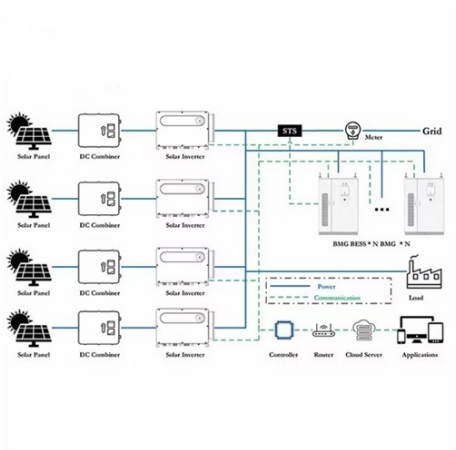 STS
Meter
Grid
Solar Panel
DC Combiner
Solar Inverter
BMG BESS * N BMG * N
Solar Panel
DC Combiner
Solar Inverter
Solar Panel
DC Combiner
Solar Inverter
Power
Communication
Load
Solar Panel
DC Combiner
Solar Inverter
Controller
Router
Cloud Server
Applications